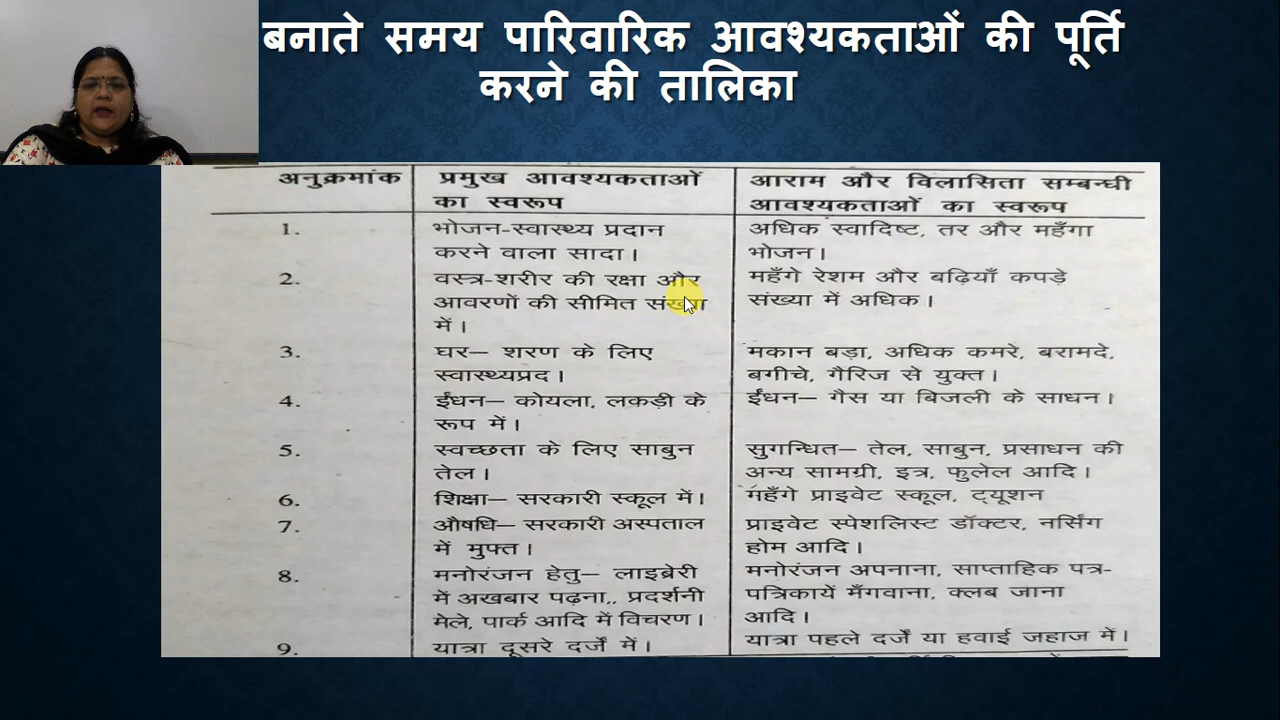 बनाते समय पारिवारिक आवश्यकताओं की पूर्ति
करने की तालिका
अनुक्रमांक प्रमुख आवश्यकताओं का स्वरूप आराम और विलासिता सम्बन्धी आवश्यकताओं का स्वरूप
1. भोजन-स्वास्थ्य प्रदान अधिक स्वादिष्ट, तर और महँगा
करने वाला सादा। भोजन।
2. वस्त्र-शरीर की रक्षा और महँगे रेशम और बढ़ियाँ कपड़े
आवरणों की सीमित संख्या संख्या में अधिक।
में।
3. घर– शरण के लिए मकान बड़ा, अधिक कमरे, बरामदे,
स्वास्थ्यप्रद। बगीचे, गैरिज से युक्त।
4. ईंधन– कोयला, लकड़ी के ईंधन– गैस या बिजली के साधन।
रूप में।
5. स्वच्छता के लिए साबुन सुगन्धित– तेल, साबुन, प्रसाधन की
तेल। अन्य सामग्री, इत्र, फुलेल आदि।
6. शिक्षा– सरकारी स्कूल में। महँगे प्राइवेट स्कूल, ट्यूशन
7. औषधि– सरकारी अस्पताल प्राइवेट स्पेशलिस्ट डॉक्टर, नर्सिंग
में मुफ्त। होम आदि।
8. मनोरंजन हेतु– लाइब्रेरी मनोरंजन अपनाना, साप्ताहिक पत्र-
में अखबार पढ़ना,, प्रदर्शनी पत्रिकायें मँगवाना, क्लब जाना
मेले, पार्क आदि में विचरण। आदि।
9. यात्रा दूसरे दर्जे में। यात्रा पहले दर्जे या हवाई जहाज में।